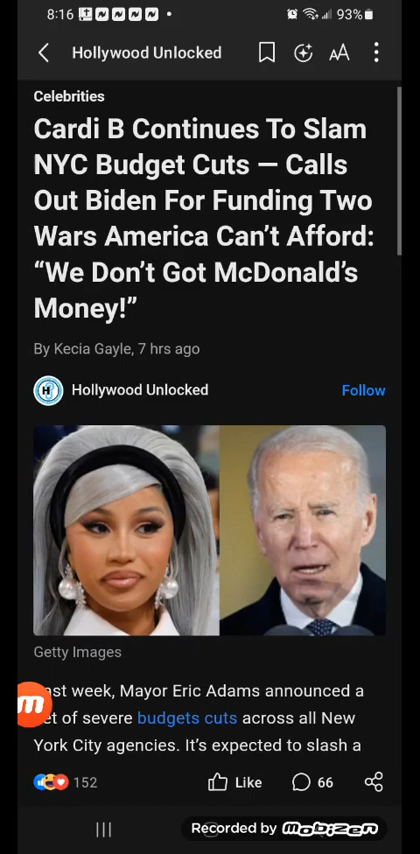 8:16 93%
Hollywood Unlocked AA
Celebrities
Cardi B Continues To Slam
NYC Budget Cuts — Calls
Out Biden For Funding Two
Wars America Can't Afford:
“We Don't Got McDonald's
Money!”
By Kecia Gayle, 7 hrs ago
Hollywood Unlocked Follow
Getty Images
week, Mayor Eric Adams announced a
of severe budgets cuts across all New
York City agencies. It's expected to slash a
152 Like 66
Recorded by mobizen